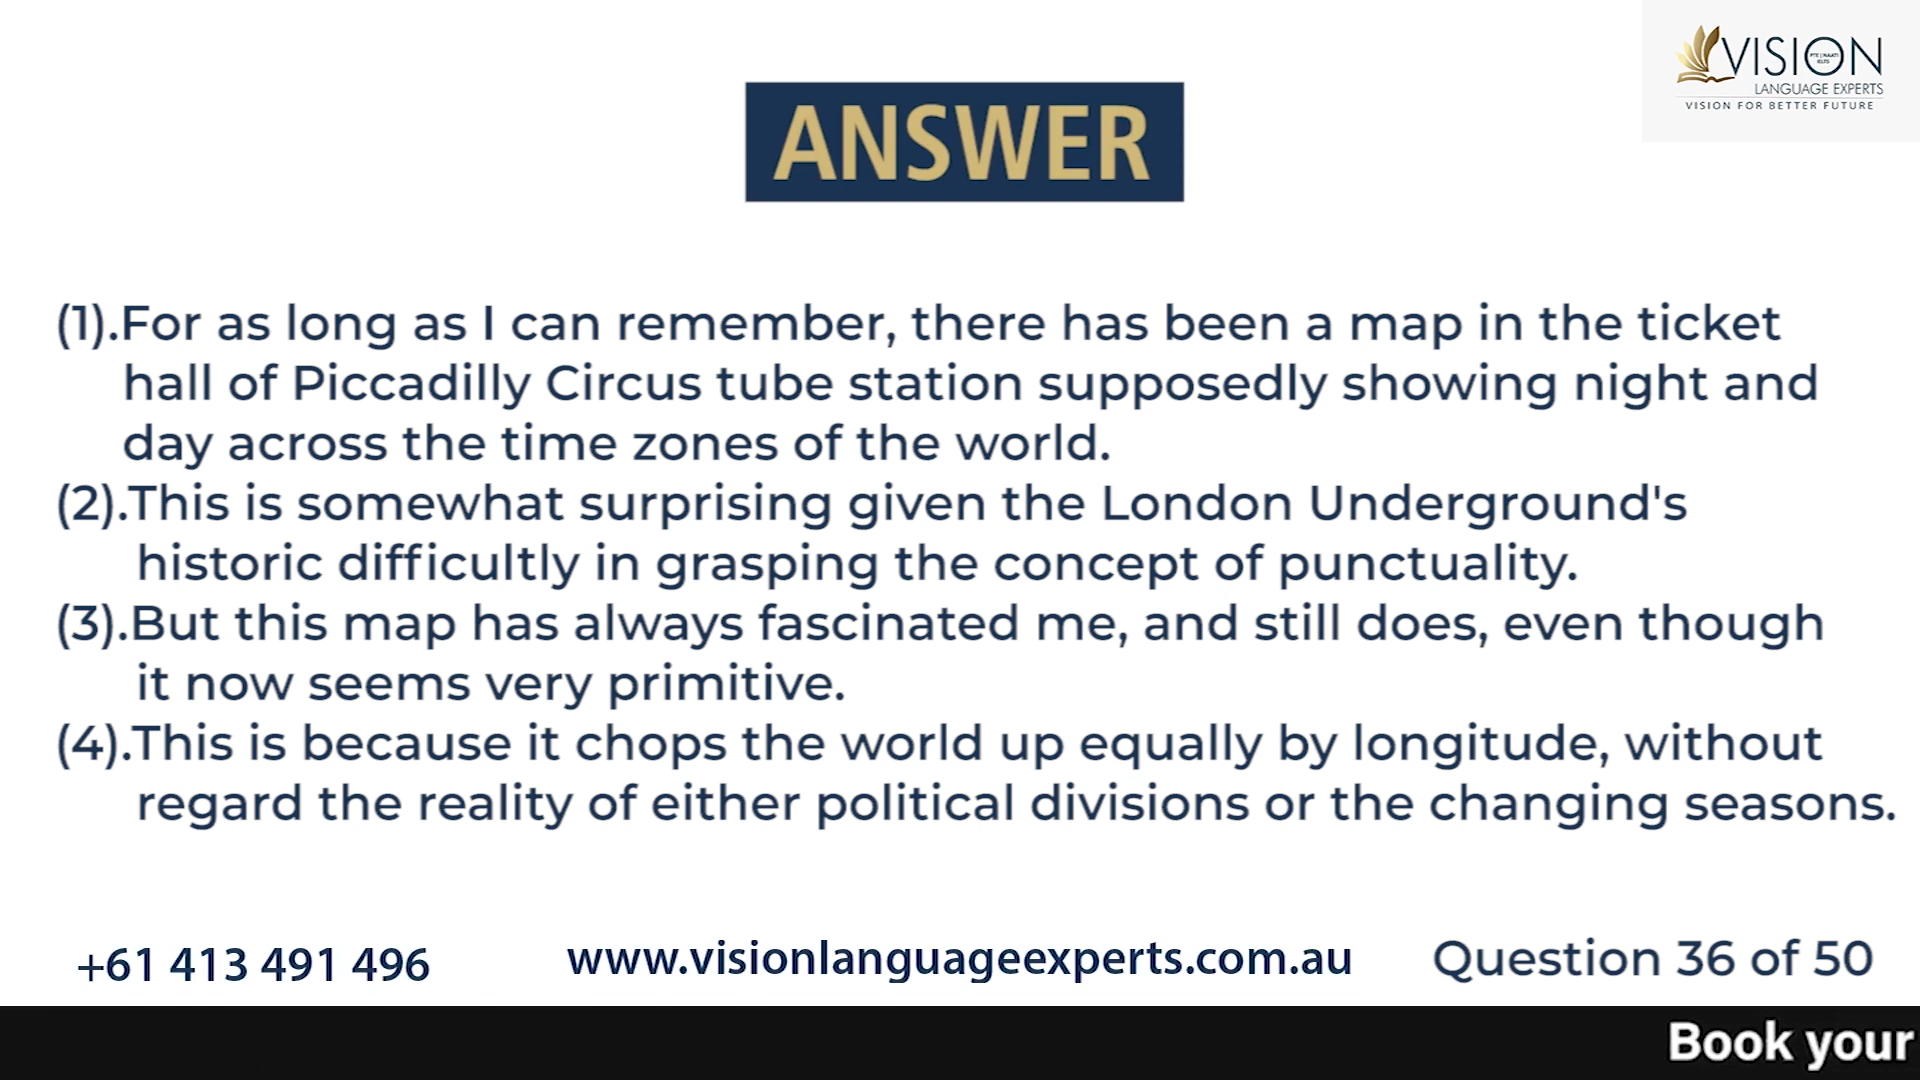 VISION
LANGUAGE EXPERTS
VISION FOR BETTER FUTURE
ANSWER
(1).For as long as I can remember, there has been a map in the ticket
hall of Piccadilly Circus tube station supposedly showing night and
day across the time zones of the world.
(2).This is somewhat surprising given the London Underground's
historic difficultly in grasping the concept of punctuality.
(3).But this map has always fascinated me, and still does, even though
it now seems very primitive.
(4).This is because it chops the world up equally by longitude, without
regard the reality of either political divisions or the changing seasons.
+61 413 491 496
www.visionlanguageexperts.com.au
Question 36 of 50
Book your